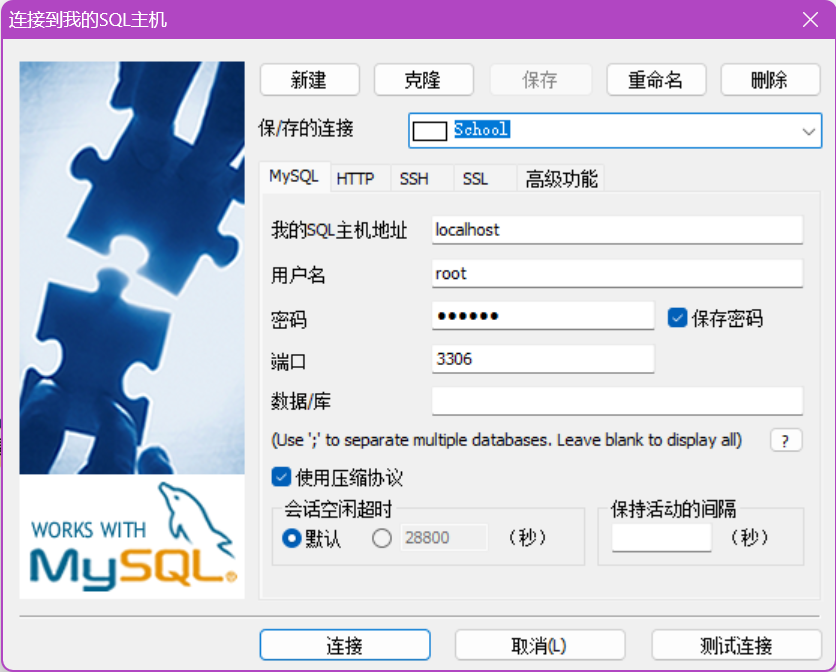 连接到我的SQL主机
新建 克隆 保存 重命名 删除
保/存的连接 School
MySQL HTTP SSH SSL 高级功能
我的SQL主机地址 localhost
用户名 root
密码 ●●●●●● 保存密码
端口 3306
数据/库
(Use ';' to separate multiple databases. Leave blank to display all) ?
使用压缩协议
会话空闲超时 保持活动的间隔
默认 28800 (秒) (秒)
WORKS WITH
MySQL®
连接 取消(L) 测试连接